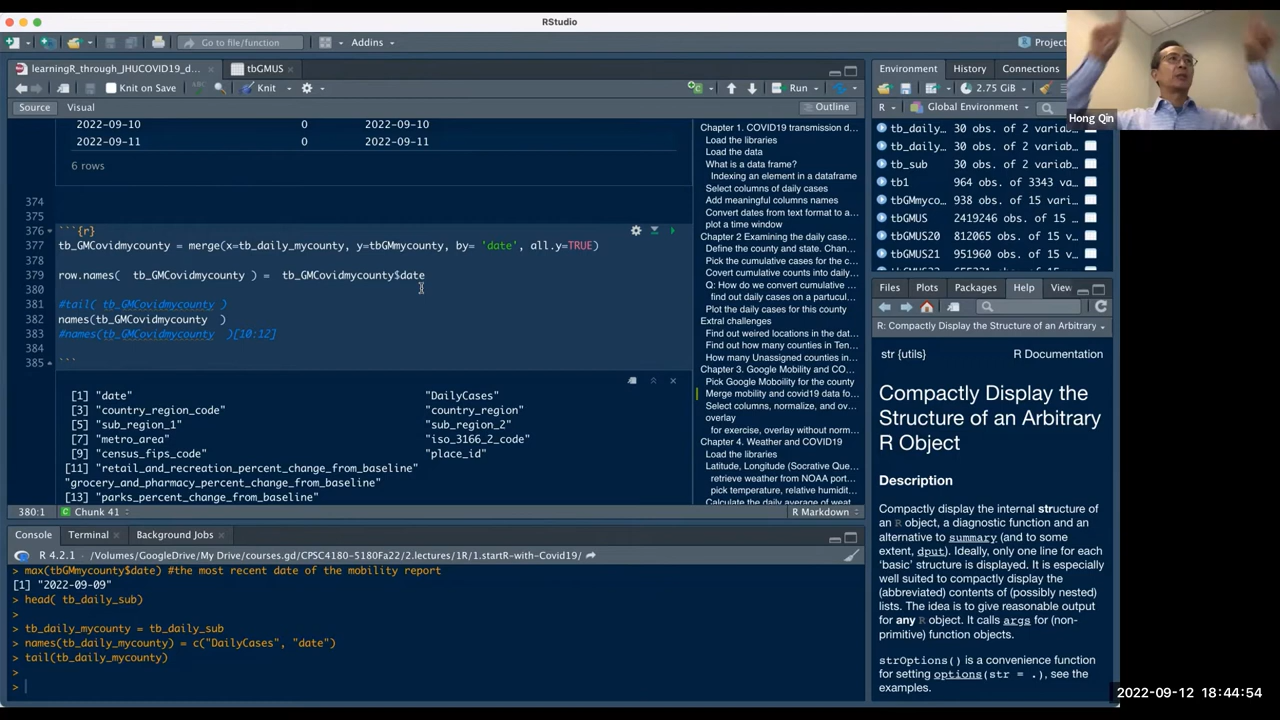 RStudio
Go to file/function
Addins
Project
learningR_through_JHUCOVID19_d...
tbGMUS
Knit on Save
Knit
Run
Source
Visual
Outline
2022-09-10 0 2022-09-10
2022-09-11 0 2022-09-11
6 rows
374
375
376 ```{r}
377 tb_GMCovidmycounty = merge(x=tb_daily_mycounty, y=tbGMmycounty, by= 'date', all.y=TRUE)
378
379 row.names( tb_GMCovidmycounty ) = tb_GMCovidmycounty$date
380
381 #tail( tb_GMCovidmycounty )
382 names(tb_GMCovidmycounty )
383 #names(tb_GMCovidmycounty )[10:12]
384
385 ```
[1] "date" "DailyCases"
[3] "country_region_code" "country_region"
[5] "sub_region_1" "sub_region_2"
[7] "metro_area" "iso_3166_2_code"
[9] "census_fips_code" "place_id"
[11] "retail_and_recreation_percent_change_from_baseline"
"grocery_and_pharmacy_percent_change_from_baseline"
[13] "parks_percent_change_from_baseline"
380:1 Chunk 41
R Markdown
Chapter 1. COVID19 transmission d...
Load the libraries
Load the data
What is a data frame?
Indexing an element in a dataframe
Select columns of daily cases
Add meaningful columns names
Convert dates from text format to a...
plot a time window
Chapter 2 Examining the daily case...
Define the county and state. Chan...
Pick the cumulative cases for the c...
Covert cumulative counts into daily...
Q: How do we convert cumulative ...
find out daily cases on a partucul...
Plot the daily cases for this county
Extral challenges
Find out weired locations in the dat...
Find out how many counties in Ten...
How many Unassigned counties in...
Chapter 3. Google Mobility and CO...
Pick Google Moboility for the county
Merge mobility and covid19 data fo...
Select columns, normalize, and ov...
overlay
for exercise, overlay without norm...
Chapter 4. Weather and COVID19
Load the libraries
Latitude, Longitude (Socrative Que...
retrieve weather from NOAA port...
pick temperature, relative humidit...
Calculate the daily average of weat...
Console
Terminal
Background Jobs
R 4.2.1 · /Volumes/GoogleDrive/My Drive/courses.gd/CPSC4180-5180Fa22/2.lectures/1R/1.startR-with-Covid19/
> max(tbGMmycounty$date) #the most recent date of the mobility report
[1] "2022-09-09"
> head( tb_daily_sub)
>
> tb_daily_mycounty = tb_daily_sub
> names(tb_daily_mycounty) = c("DailyCases", "date")
> tail(tb_daily_mycounty)
>
>
Environment
History
Connections
2.75 GiB
R
Global Environment
tb_daily_... 30 obs. of 2 variab...
tb_daily_... 30 obs. of 2 variab...
tb_sub 30 obs. of 2 variab...
tb1 964 obs. of 3343 var...
tbGMmyco... 938 obs. of 15 varia...
tbGMUS 2419246 obs. of 15 v...
tbGMUS20 812065 obs. of 15 va...
tbGMUS21 951960 obs. of 15 va...
Files
Plots
Packages
Help
View
R: Compactly Display the Structure of an Arbitrary
str {utils}
R Documentation
Compactly Display the
Structure of an Arbitrary
R Object
Description
Compactly display the internal structure of
an R object, a diagnostic function and an
alternative to summary (and to some
extent, dput). Ideally, only one line for each
‘basic’ structure is displayed. It is especially
well suited to compactly display the
(abbreviated) contents of (possibly nested)
lists. The idea is to give reasonable output
for any R object. It calls args for (non-
primitive) function objects.
strOptions() is a convenience function
for setting options(str = .), see the
examples.
Hong Qin
2022-09-12 18:44:54